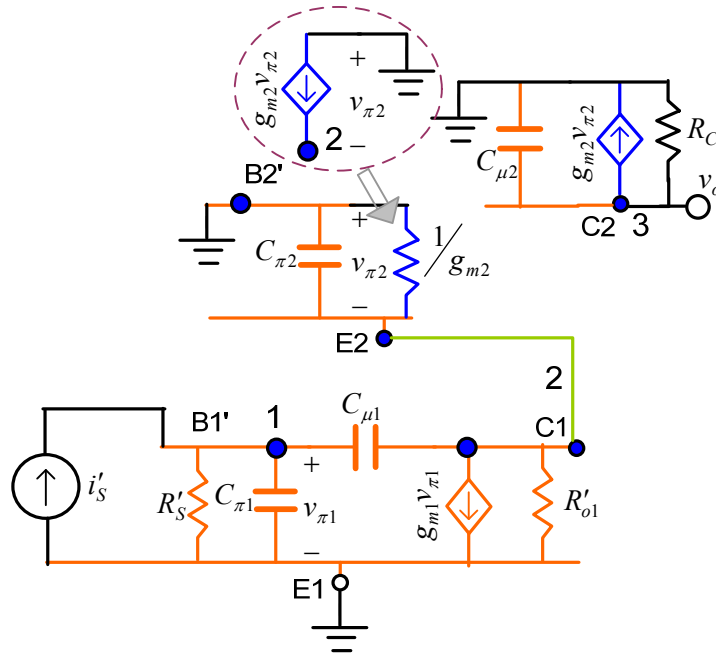 g_{m2}v_{π2}
+
v_{π2}
2
−
C_{μ2}
g_{m2}v_{π2}
R_C
v_o
C2
3
B2'
C_{π2}
+
v_{π2}
−
1/g_{m2}
E2
2
C1
B1'
1
C_{μ1}
i'_S
R'_S
C_{π1}
+
v_{π1}
−
g_{m1}v_{π1}
R'_{o1}
E1